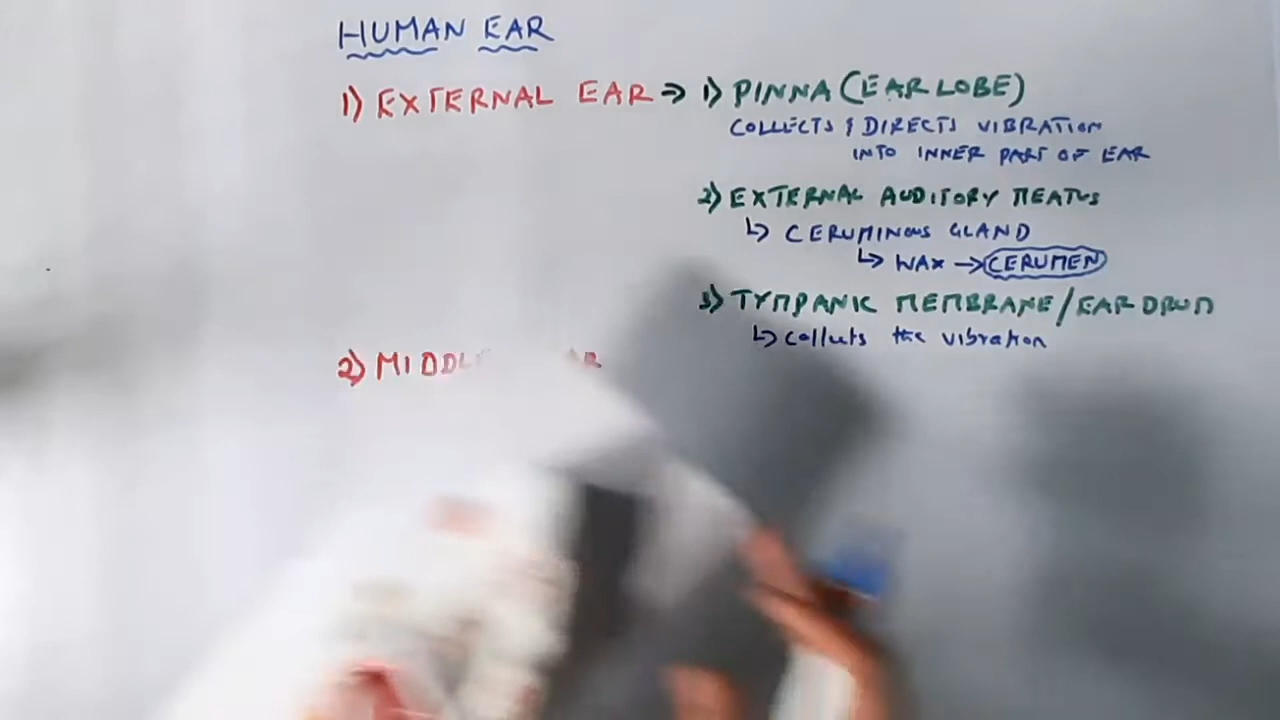 HUMAN EAR
1) EXTERNAL EAR → 1) PINNA (EAR LOBE)
COLLECTS & DIRECTS VIBRATION
INTO INNER PART OF EAR
2) EXTERNAL AUDITORY MEATUS
↳ CERUMINOUS GLAND
↳ WAX → CERUMEN
3) TYMPANIC MEMBRANE / EAR DRUM
↳ collects the vibration
2)